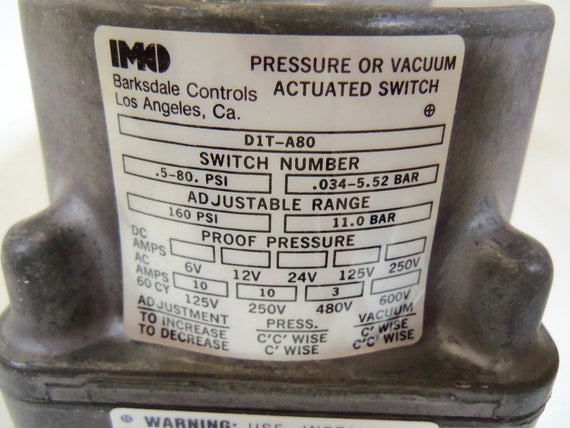 IMO
PRESSURE OR VACUUM
Barksdale Controls
ACTUATED SWITCH
Los Angeles, Ca.
D1T-A80
SWITCH NUMBER
.5-80. PSI .034-5.52 BAR
ADJUSTABLE RANGE
160 PSI 11.0 BAR
PROOF PRESSURE
DC AMPS
6V 12V 24V 125V 250V
AC AMPS 60 CY 10 10 3
125V 250V 480V 600V
ADJUSTMENT PRESS. VACUUM
TO INCREASE C'C' WISE C' WISE
TO DECREASE C' WISE C'C' WISE
WARNING: USE